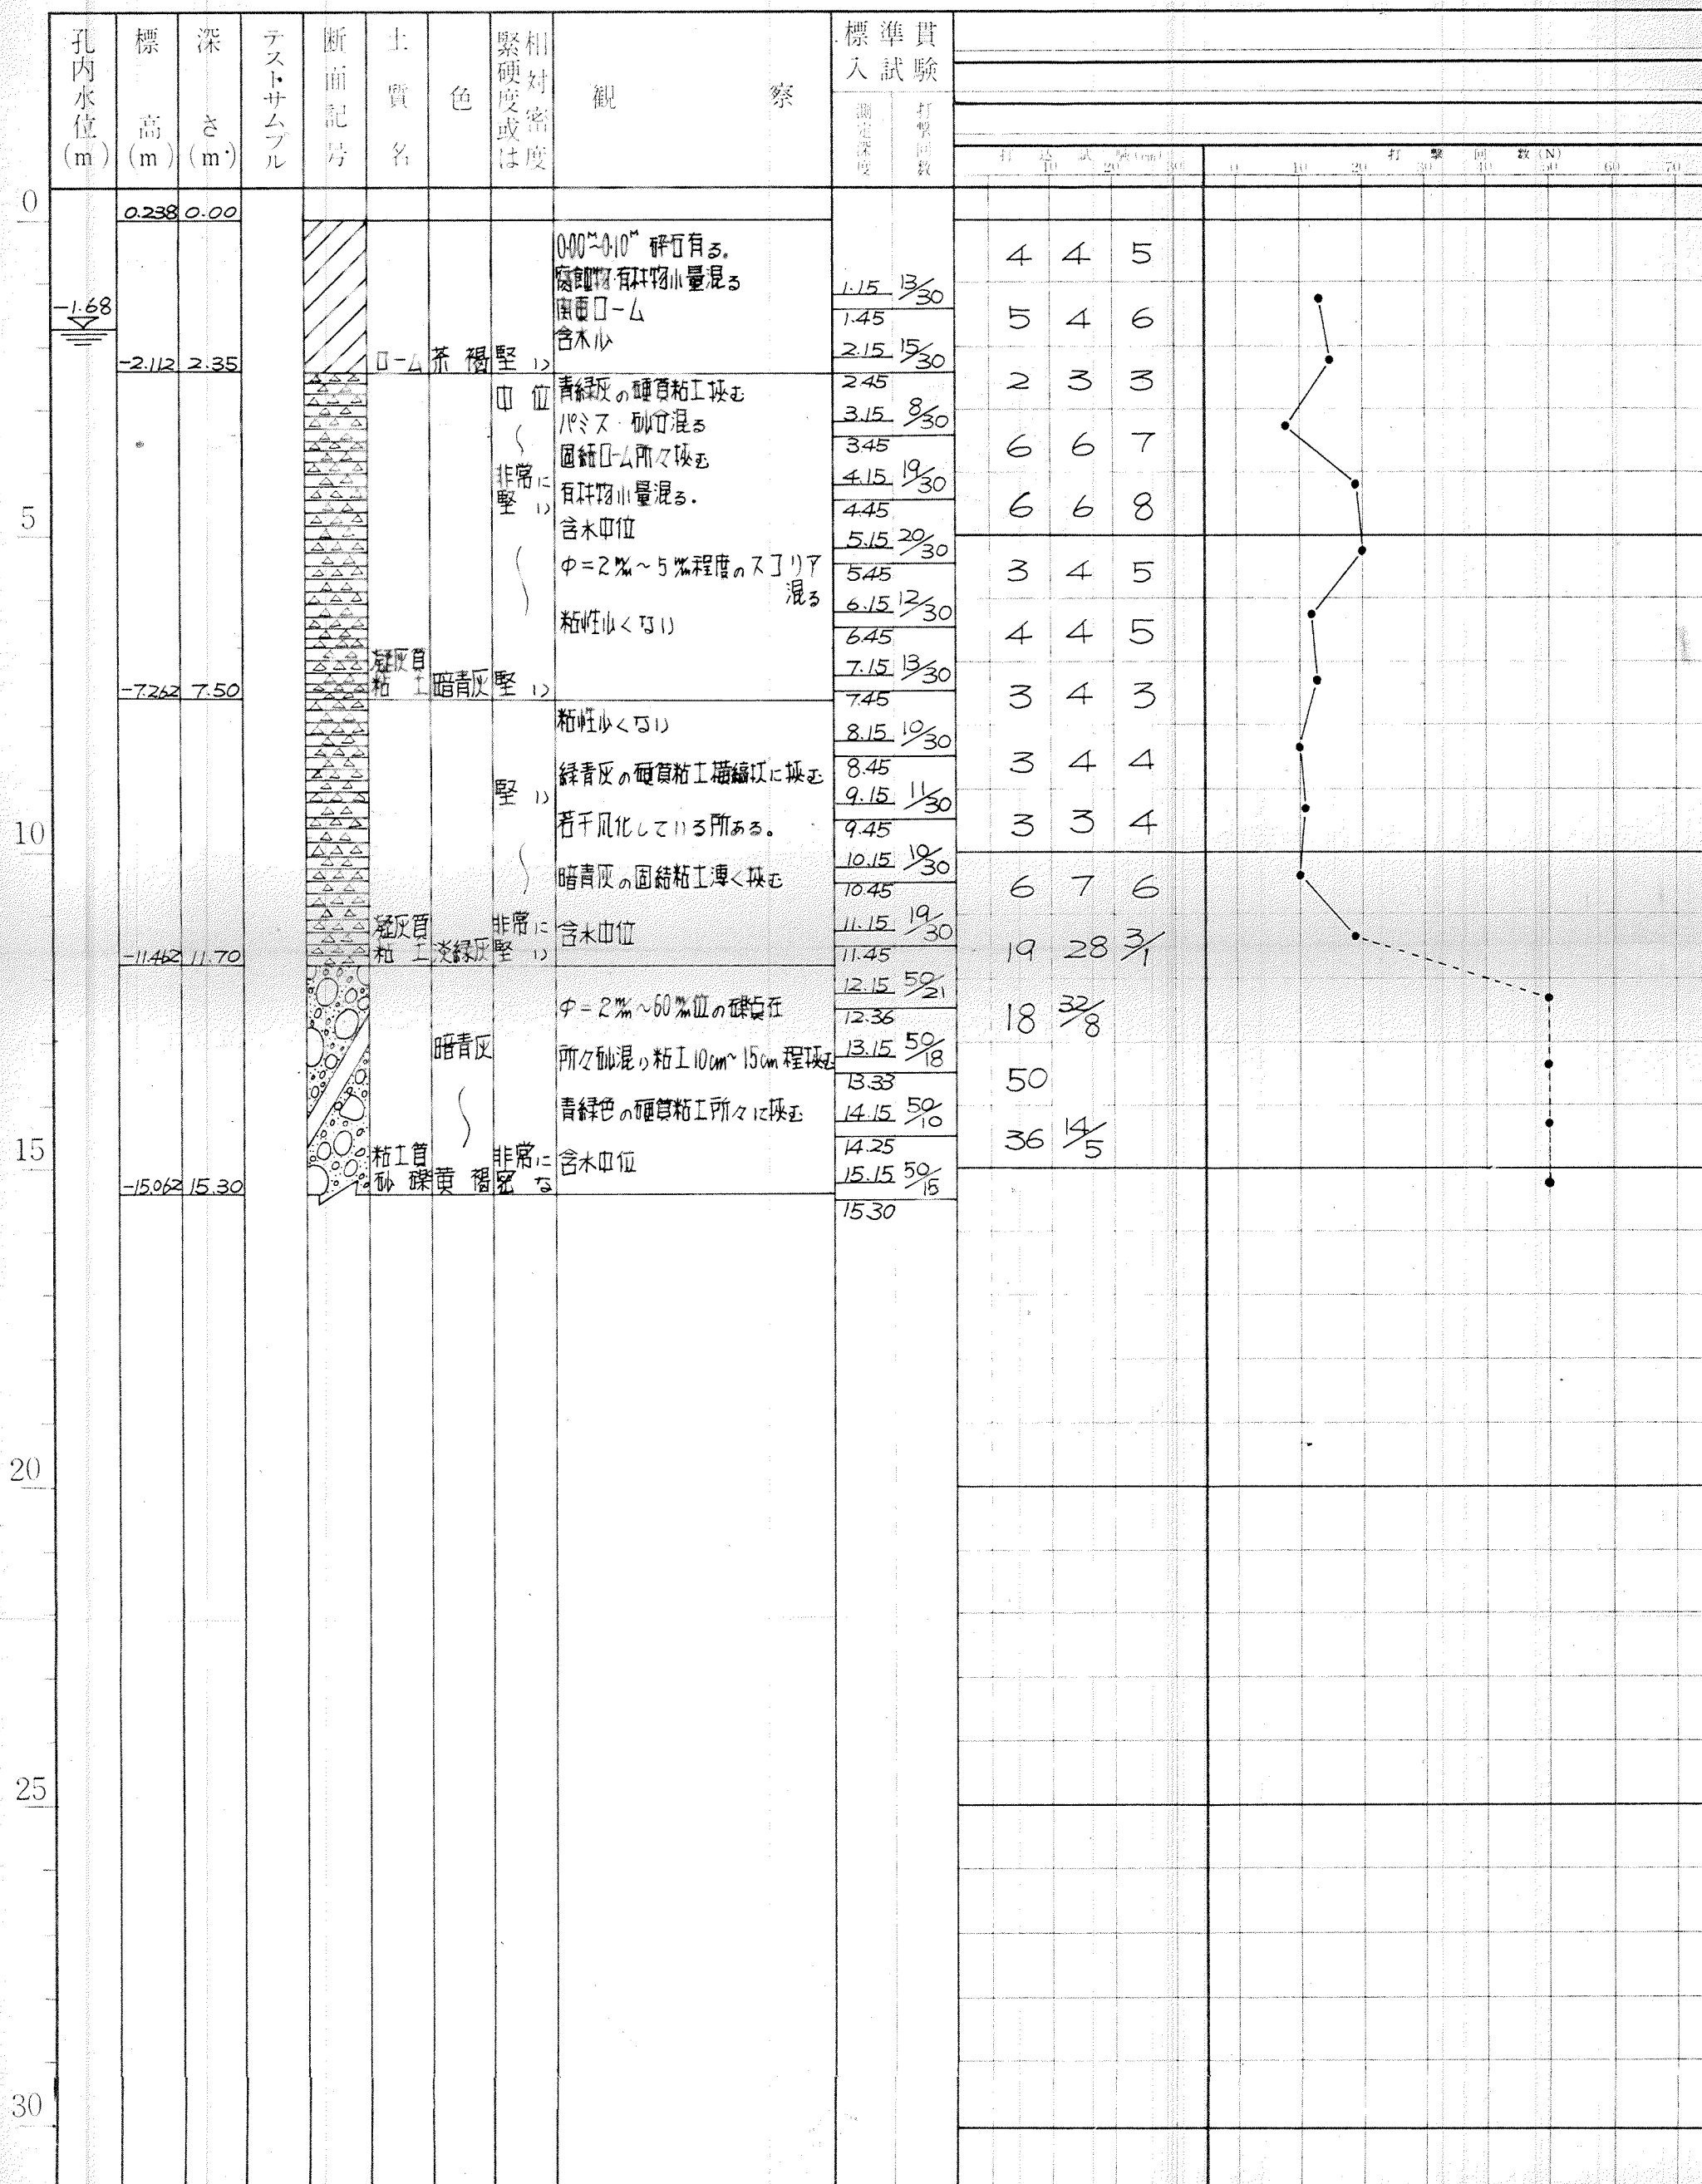 孔内水位(m)
標高(m)
深さ(m)
テストサムプル
断面記号
土質名
色
相対密度
緊硬度或は
観察
標準貫
入試験
測定深度
打撃回数
打込試験(cm)
10 20 30
打撃回数(N)
0 10 20 30 40 50 60 70
0
5
10
15
20
25
30
-1.68
0.238 0.00
-2.112 2.35
-7.262 7.50
-11.462 11.70
-15.062 15.30
ローム 茶褐 堅い
0.00ᴹ~0.10ᴹ 砕石有る。
腐蝕物・有杆物小量混る
関東ローム
含水少
中位
~
非常に
堅い
~
凝灰質
粘土 暗青灰 堅い
青緑灰の硬質粘土挟む
パミス・砂分混る
固結ローム所々挟む
有杆物小量混る.
含水中位
Φ=2㎜~5㎜程度のスコリア
混る
粘性少くない
堅い
~
凝灰質 非常に
粘土 淡緑灰 堅い
粘性少くない
緑青灰の硬質粘土横縞状に挟む
若干風化している所ある。
暗青灰の固結粘土薄く挟む
含水中位
暗青灰
~
粘土質 非常に
砂礫 黄褐 密な
Φ=2㎜~60㎜位の礫点在
所々砂混り粘土10cm~15cm程挟む
青緑色の硬質粘土所々に挟む
含水中位
1.15 13/30
1.45
2.15 15/30
2.45
3.15 8/30
3.45
4.15 19/30
4.45
5.15 20/30
5.45
6.15 12/30
6.45
7.15 13/30
7.45
8.15 10/30
8.45
9.15 11/30
9.45
10.15 10/30
10.45
11.15 19/30
11.45
12.15 50/21
12.36
13.15 50/18
13.33
14.15 50/10
14.25
15.15 50/15
15.30
4 4 5
5 4 6
2 3 3
6 6 7
6 6 8
3 4 5
4 4 5
3 4 3
3 4 4
3 3 4
6 7 6
19 28 3/1
18 32/8
50
36 14/5